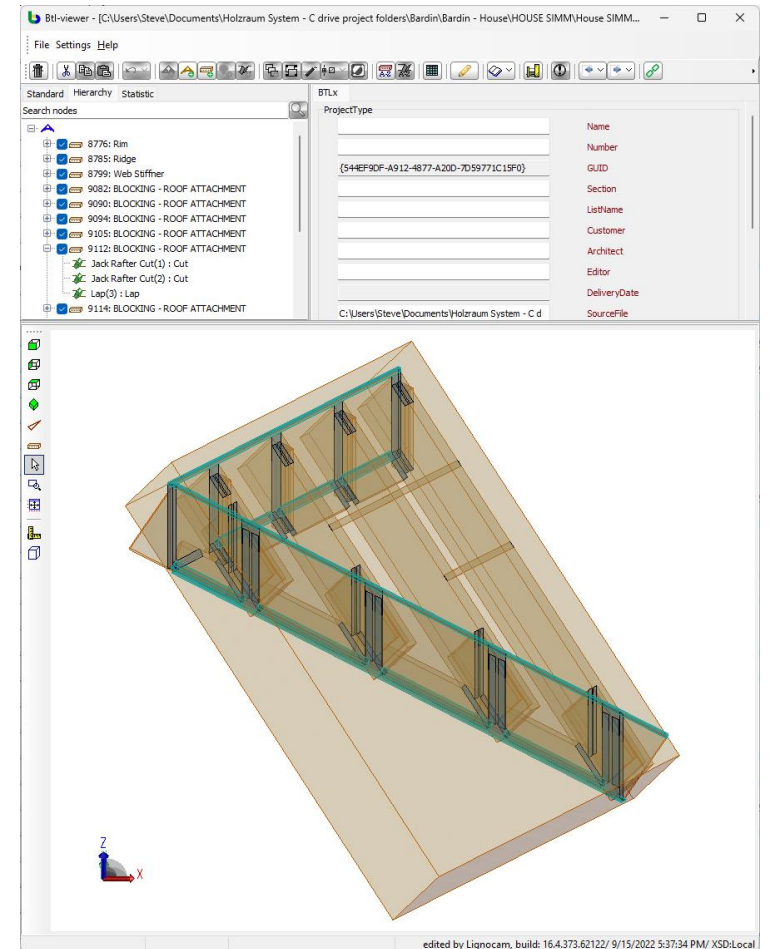 Btl-viewer - [C:\Users\Steve\Documents\Holzraum System - C drive project folders\Bardin\Bardin - House\HOUSE SIMM\House SIMM...
File Settings Help
Standard Hierarchy Statistic
BTLx
Search nodes
8776: Rim
8785: Ridge
8799: Web Stiffner
9082: BLOCKING - ROOF ATTACHMENT
9090: BLOCKING - ROOF ATTACHMENT
9094: BLOCKING - ROOF ATTACHMENT
9105: BLOCKING - ROOF ATTACHMENT
9112: BLOCKING - ROOF ATTACHMENT
Jack Rafter Cut(1) : Cut
Jack Rafter Cut(2) : Cut
Lap(3) : Lap
9114: BLOCKING - ROOF ATTACHMENT
ProjectType
Name
Number
{544EF9DF-A912-4877-A20D-7D59771C15F0} GUID
Section
ListName
Customer
Architect
Editor
DeliveryDate
C:\Users\Steve\Documents\Holzraum System - C d SourceFile
Z
X
edited by Lignocam, build: 16.4.373.62122/ 9/15/2022 5:37:34 PM/ XSD:Local